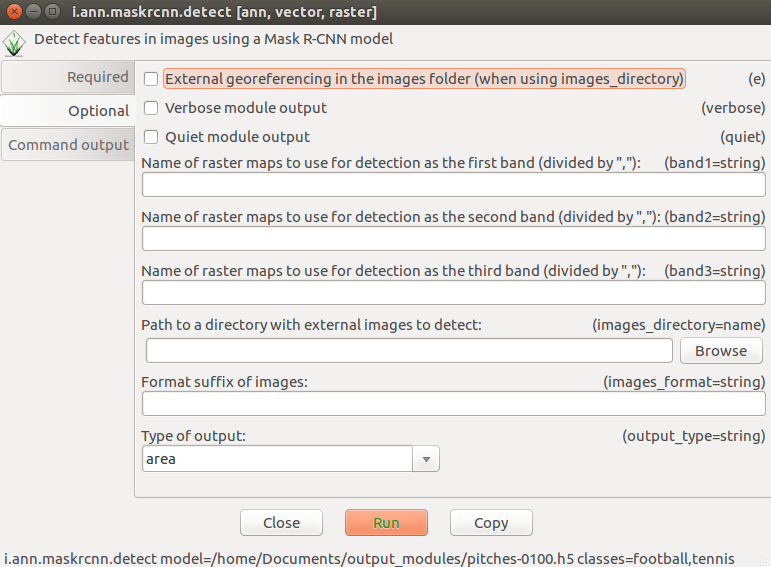 i.ann.maskrcnn.detect [ann, vector, raster]
Detect features in images using a Mask R-CNN model
Required
Optional
Command output
External georeferencing in the images folder (when using images_directory) (e)
Verbose module output (verbose)
Quiet module output (quiet)
Name of raster maps to use for detection as the first band (divided by ","): (band1=string)
Name of raster maps to use for detection as the second band (divided by ","): (band2=string)
Name of raster maps to use for detection as the third band (divided by ","): (band3=string)
Path to a directory with external images to detect: (images_directory=name)
Browse
Format suffix of images: (images_format=string)
Type of output: (output_type=string)
area
Close Run Copy
i.ann.maskrcnn.detect model=/home/Documents/output_modules/pitches-0100.h5 classes=football,tennis